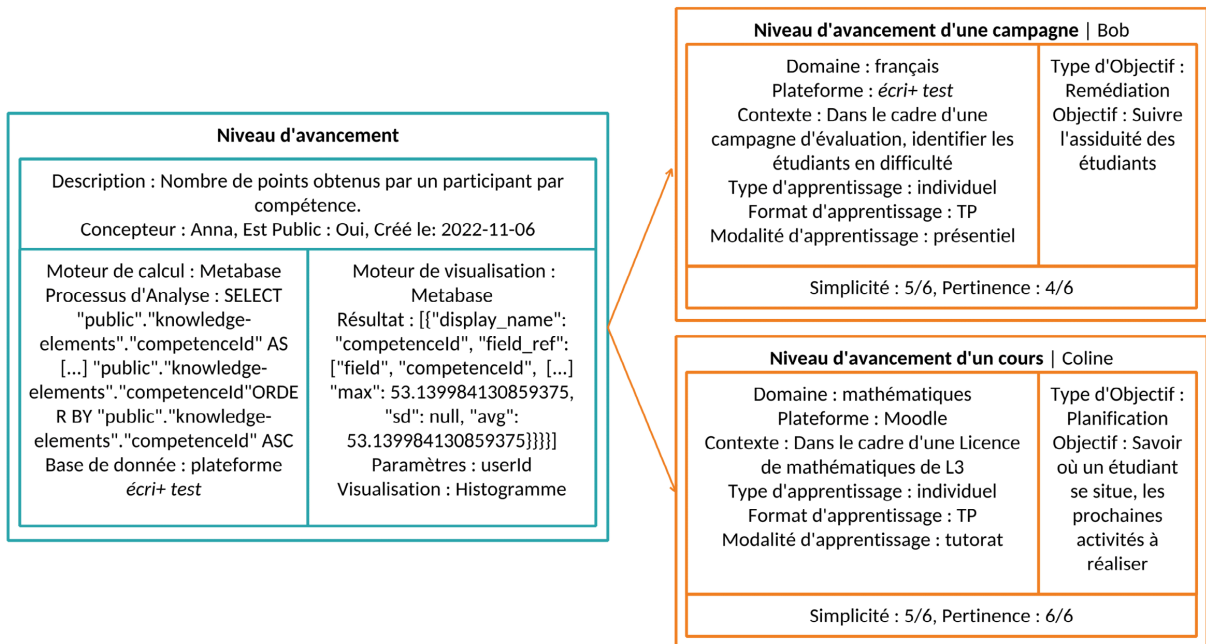 Niveau d'avancement
Description : Nombre de points obtenus par un participant par
compétence.
Concepteur : Anna, Est Public : Oui, Créé le: 2022-11-06
Moteur de calcul : Metabase
Processus d'Analyse : SELECT
"public"."knowledge-
elements"."competenceId" AS
[...] "public"."knowledge-
elements"."competenceId"ORDE
R BY "public"."knowledge-
elements"."competenceId" ASC
Base de donnée : plateforme
écri+ test
Moteur de visualisation :
Metabase
Résultat : [{"display_name":
"competenceId", "field_ref":
["field", "competenceId",  [...]
"max": 53.139984130859375,
"sd": null, "avg":
53.139984130859375}}}}]
Paramètres : userId
Visualisation : Histogramme
Niveau d'avancement d'une campagne | Bob
Domaine : français
Plateforme : écri+ test
Contexte : Dans le cadre d'une
campagne d'évaluation, identifier les
étudiants en difficulté
Type d'apprentissage : individuel
Format d'apprentissage : TP
Modalité d'apprentissage : présentiel
Type d'Objectif :
Remédiation
Objectif : Suivre
l'assiduité des
étudiants
Simplicité : 5/6, Pertinence : 4/6
Niveau d'avancement d'un cours | Coline
Domaine : mathématiques
Plateforme : Moodle
Contexte : Dans le cadre d'une Licence
de mathématiques de L3
Type d'apprentissage : individuel
Format d'apprentissage : TP
Modalité d'apprentissage : tutorat
Type d'Objectif :
Planification
Objectif : Savoir
où un étudiant
se situe, les
prochaines
activités à
réaliser
Simplicité : 5/6, Pertinence : 6/6